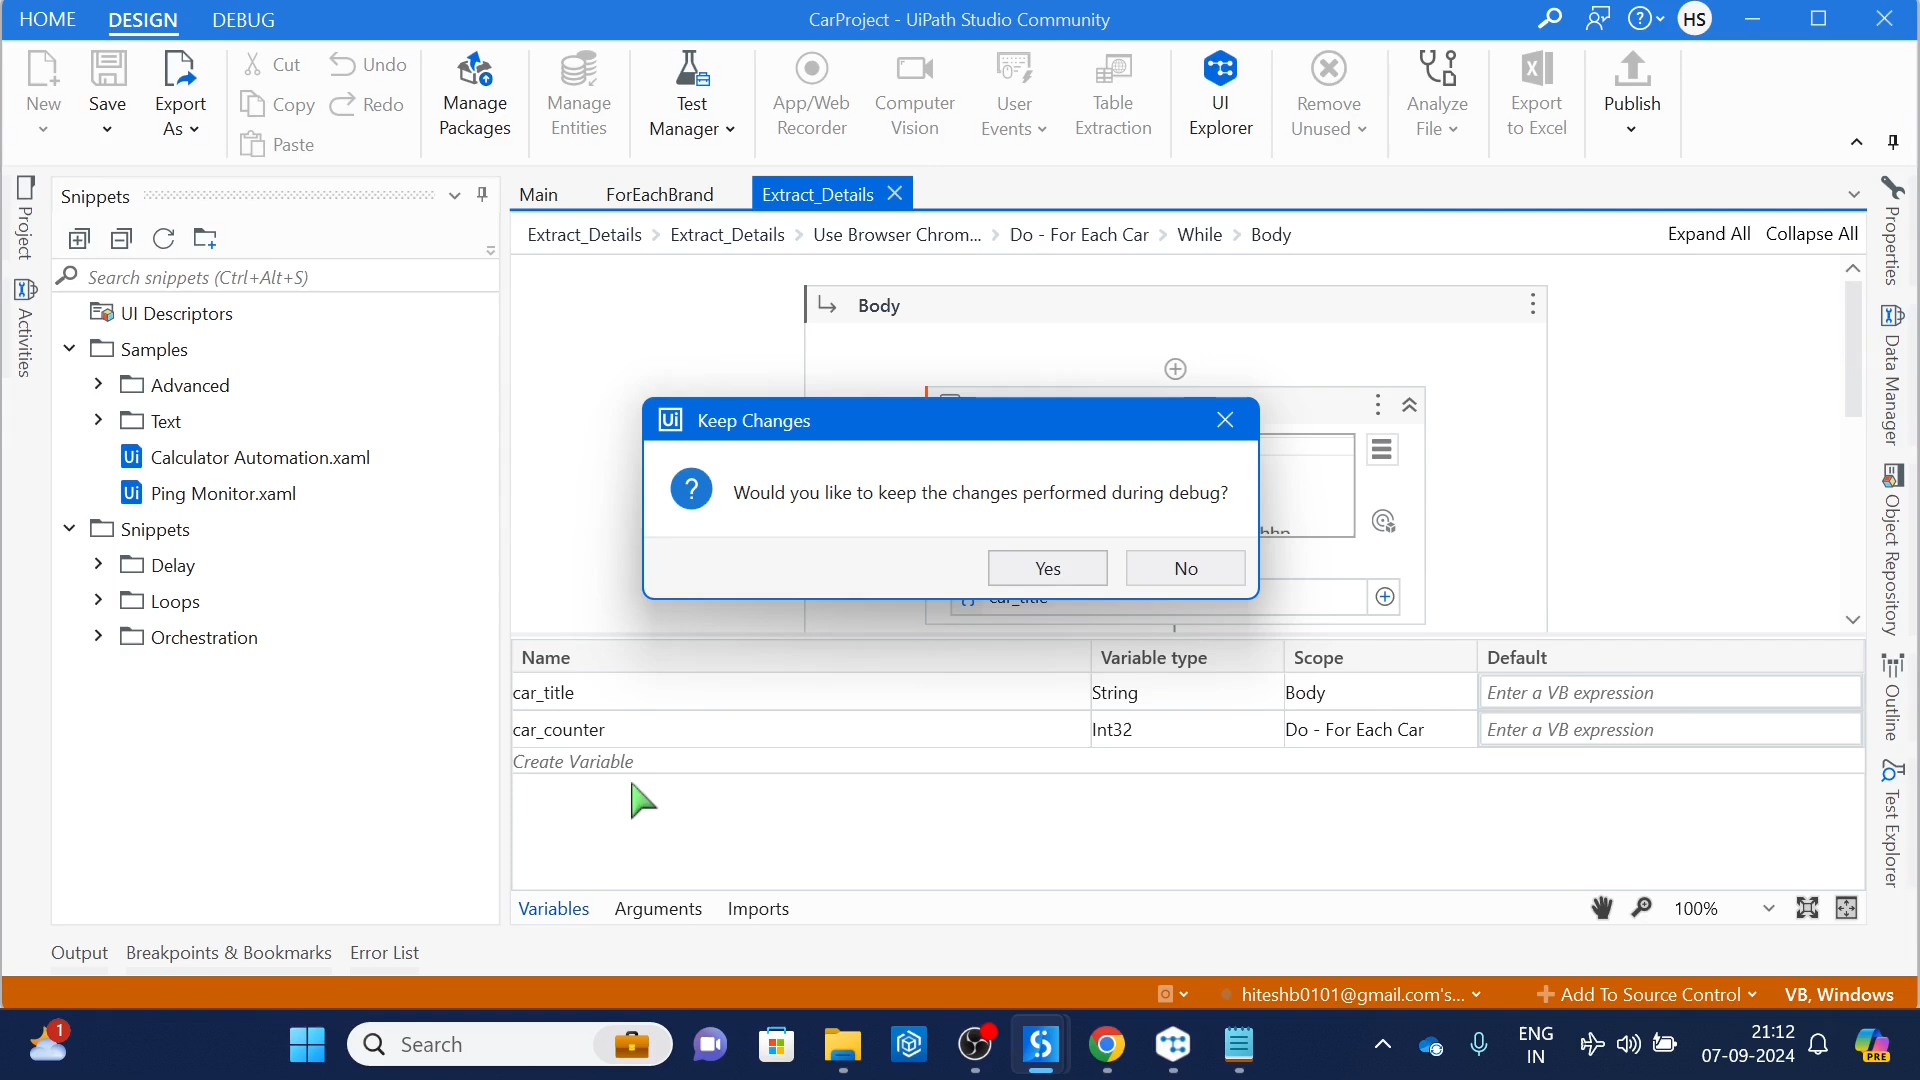 HOME
DESIGN
DEBUG
CarProject - UiPath Studio Community
HS
New
Save
Export
As
Cut
Copy
Paste
Undo
Redo
Manage
Packages
Manage
Entities
Test
Manager
App/Web
Recorder
Computer
Vision
User
Events
Table
Extraction
UI
Explorer
Remove
Unused
Analyze
File
Export
to Excel
Publish
Project
Activities
Snippets
Search snippets (Ctrl+Alt+S)
UI Descriptors
Samples
Advanced
Text
Calculator Automation.xaml
Ping Monitor.xaml
Snippets
Delay
Loops
Orchestration
Main
ForEachBrand
Extract_Details
Extract_Details > Extract_Details > Use Browser Chrom... > Do - For Each Car > While > Body
Expand All
Collapse All
Body
Keep Changes
Would you like to keep the changes performed during debug?
Yes
No
car_title
Name
Variable type
Scope
Default
car_title
String
Body
Enter a VB expression
car_counter
Int32
Do - For Each Car
Enter a VB expression
Create Variable
Variables
Arguments
Imports
100%
Properties
Data Manager
Object Repository
Outline
Test Explorer
Output
Breakpoints & Bookmarks
Error List
hiteshb0101@gmail.com's...
Add To Source Control
VB, Windows
1
Search
ENG
IN
21:12
07-09-2024
PRE